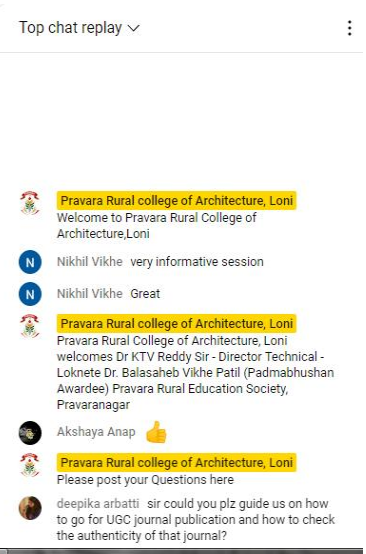 Top chat replay
Pravara Rural college of Architecture, Loni
Welcome to Pravara Rural College of
Architecture,Loni
N Nikhil Vikhe very informative session
N Nikhil Vikhe Great
Pravara Rural college of Architecture, Loni
Pravara Rural College of Architecture, Loni
welcomes Dr KTV Reddy Sir - Director Technical -
Loknete Dr. Balasaheb Vikhe Patil (Padmabhushan
Awardee) Pravara Rural Education Society,
Pravaranagar
Akshaya Anap 👍
Pravara Rural college of Architecture, Loni
Please post your Questions here
deepika arbatti sir could you plz guide us on how
to go for UGC journal publication and how to check
the authenticity of that journal?